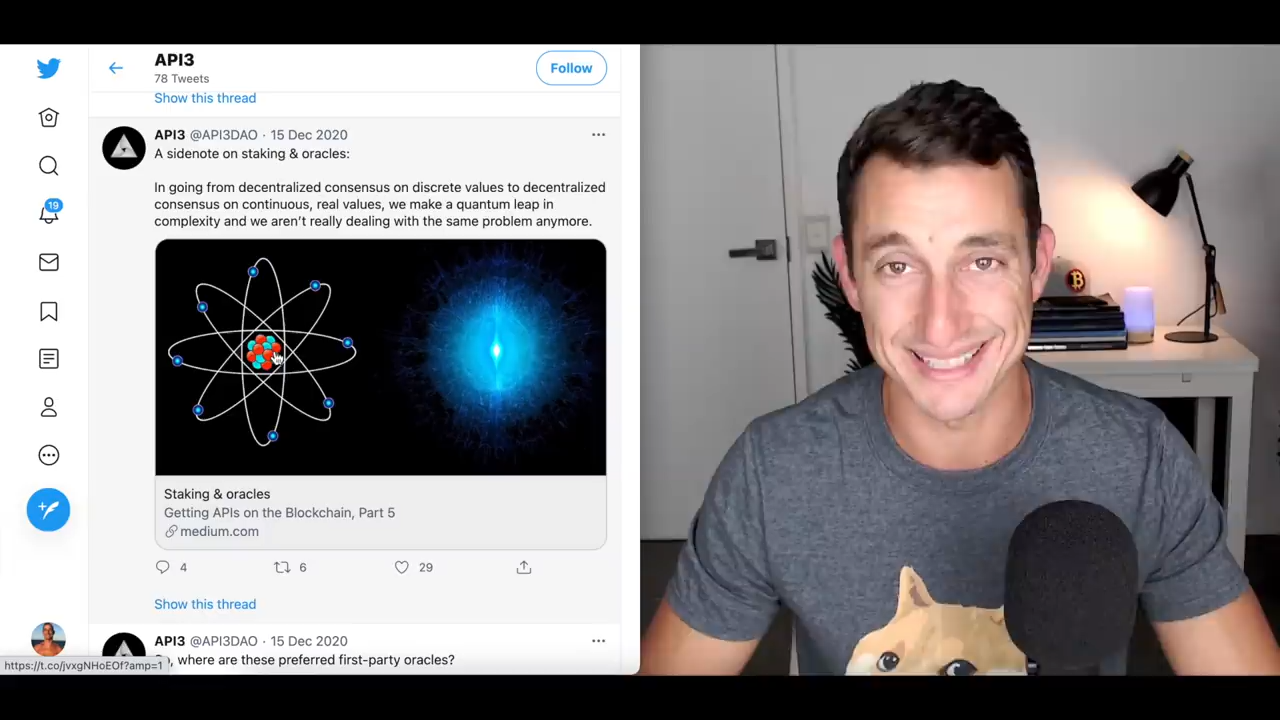 API3
78 Tweets
Follow
Show this thread
API3 @API3DAO · 15 Dec 2020
A sidenote on staking & oracles:
In going from decentralized consensus on discrete values to decentralized
consensus on continuous, real values, we make a quantum leap in
complexity and we aren’t really dealing with the same problem anymore.
19
Staking & oracles
Getting APIs on the Blockchain, Part 5
medium.com
4 6 29
Show this thread
API3 @API3DAO · 15 Dec 2020
, where are these preferred first-party oracles?
https://t.co/jvxgNHoEOf?amp=1